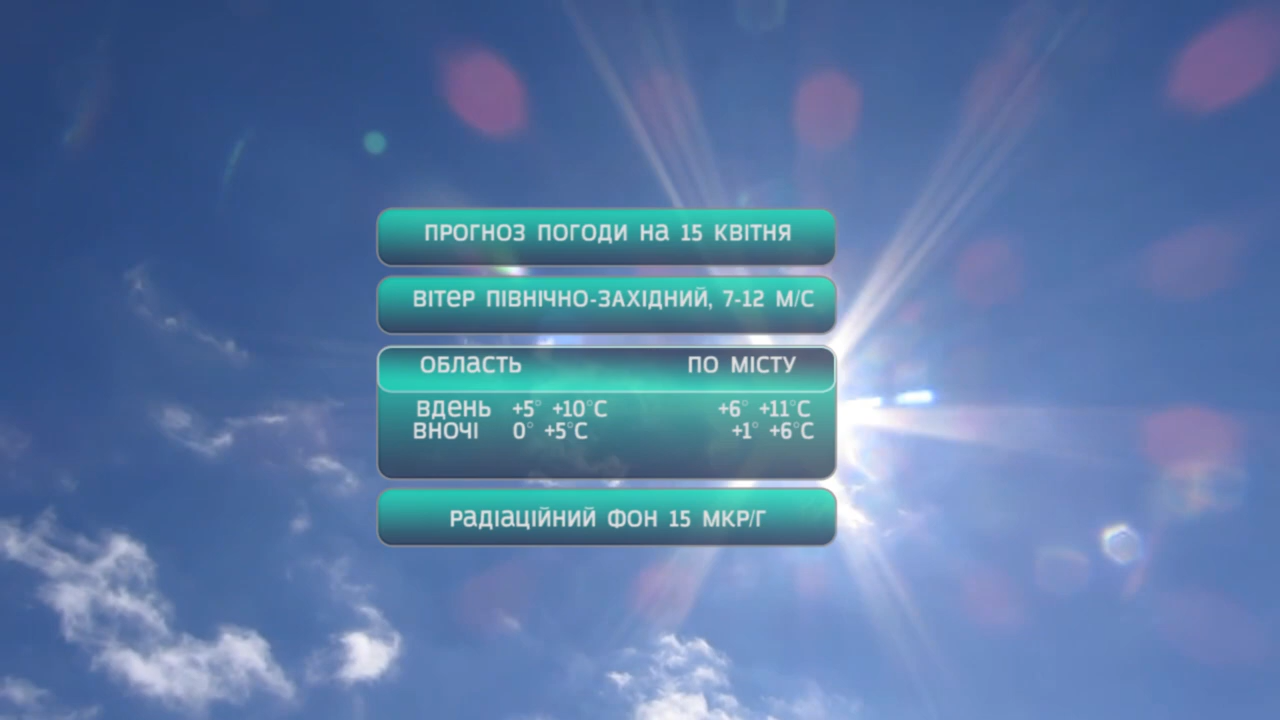 ПРОГНОЗ ПОГОДИ НА 15 КВІТНЯ
ВІТЕР ПІВНІЧНО-ЗАХІДНИЙ, 7-12 М/С
ОБЛАСТЬ ПО МІСТУ
ВДЕНЬ +5° +10°С +6° +11°С
ВНОЧІ 0° +5°С +1° +6°С
РАДІАЦІЙНИЙ ФОН 15 МКР/Г